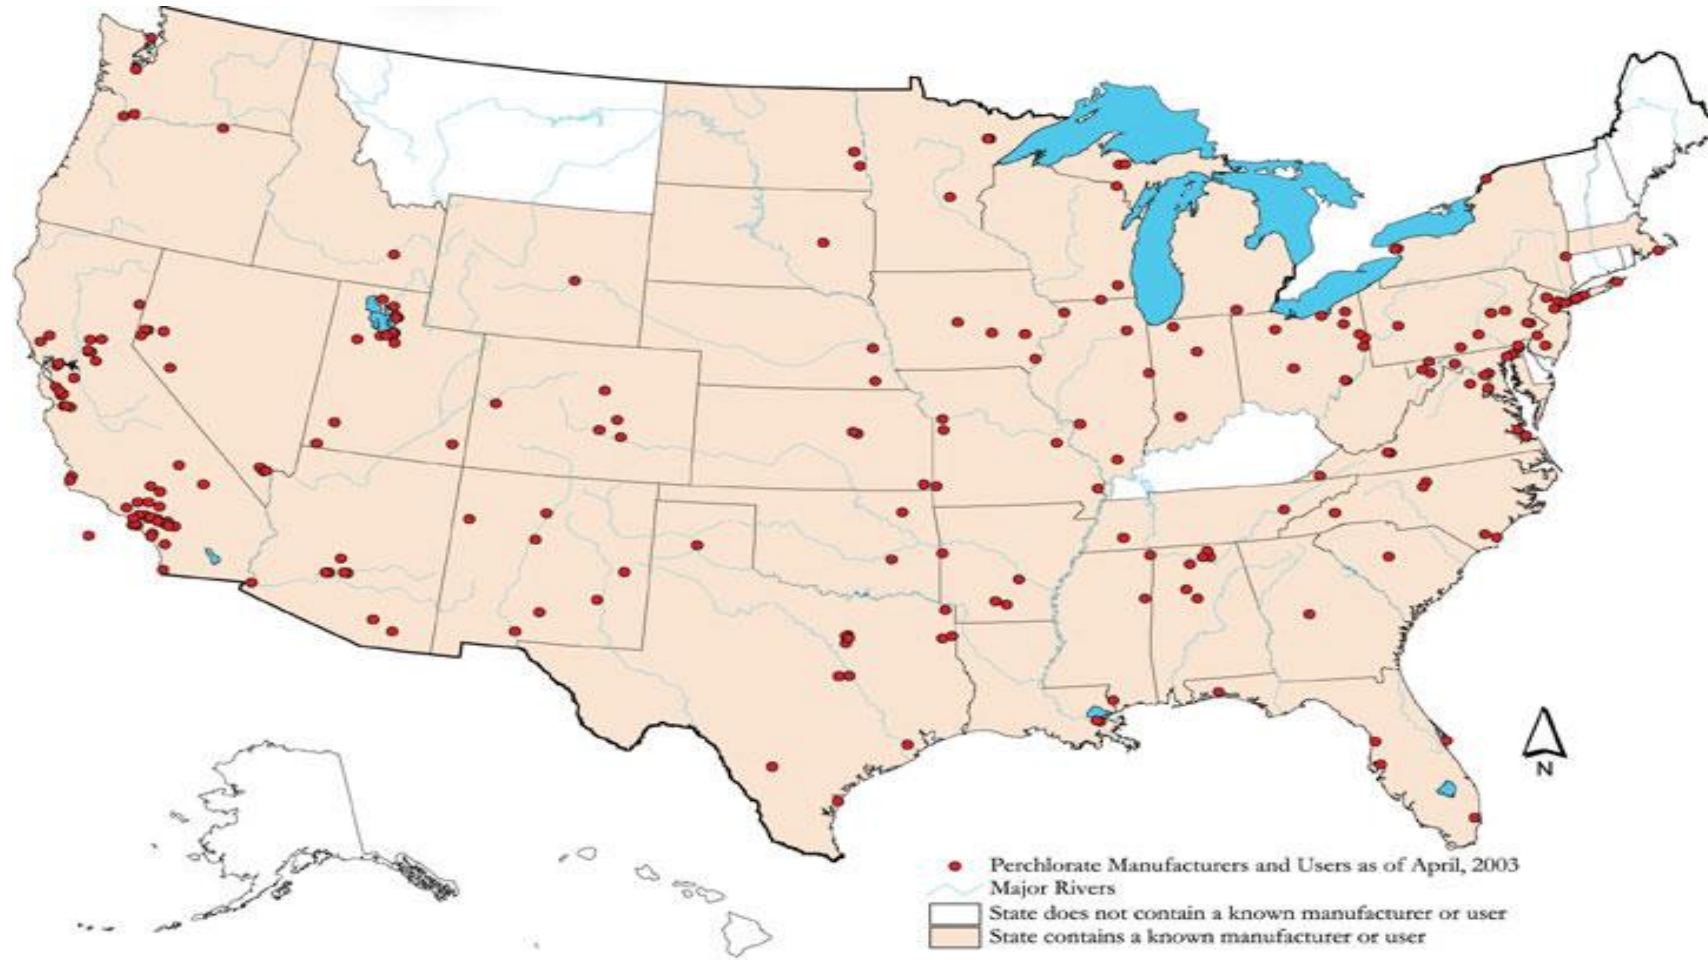 N
Perchlorate Manufacturers and Users as of April, 2003
Major Rivers
State does not contain a known manufacturer or user
State contains a known manufacturer or user